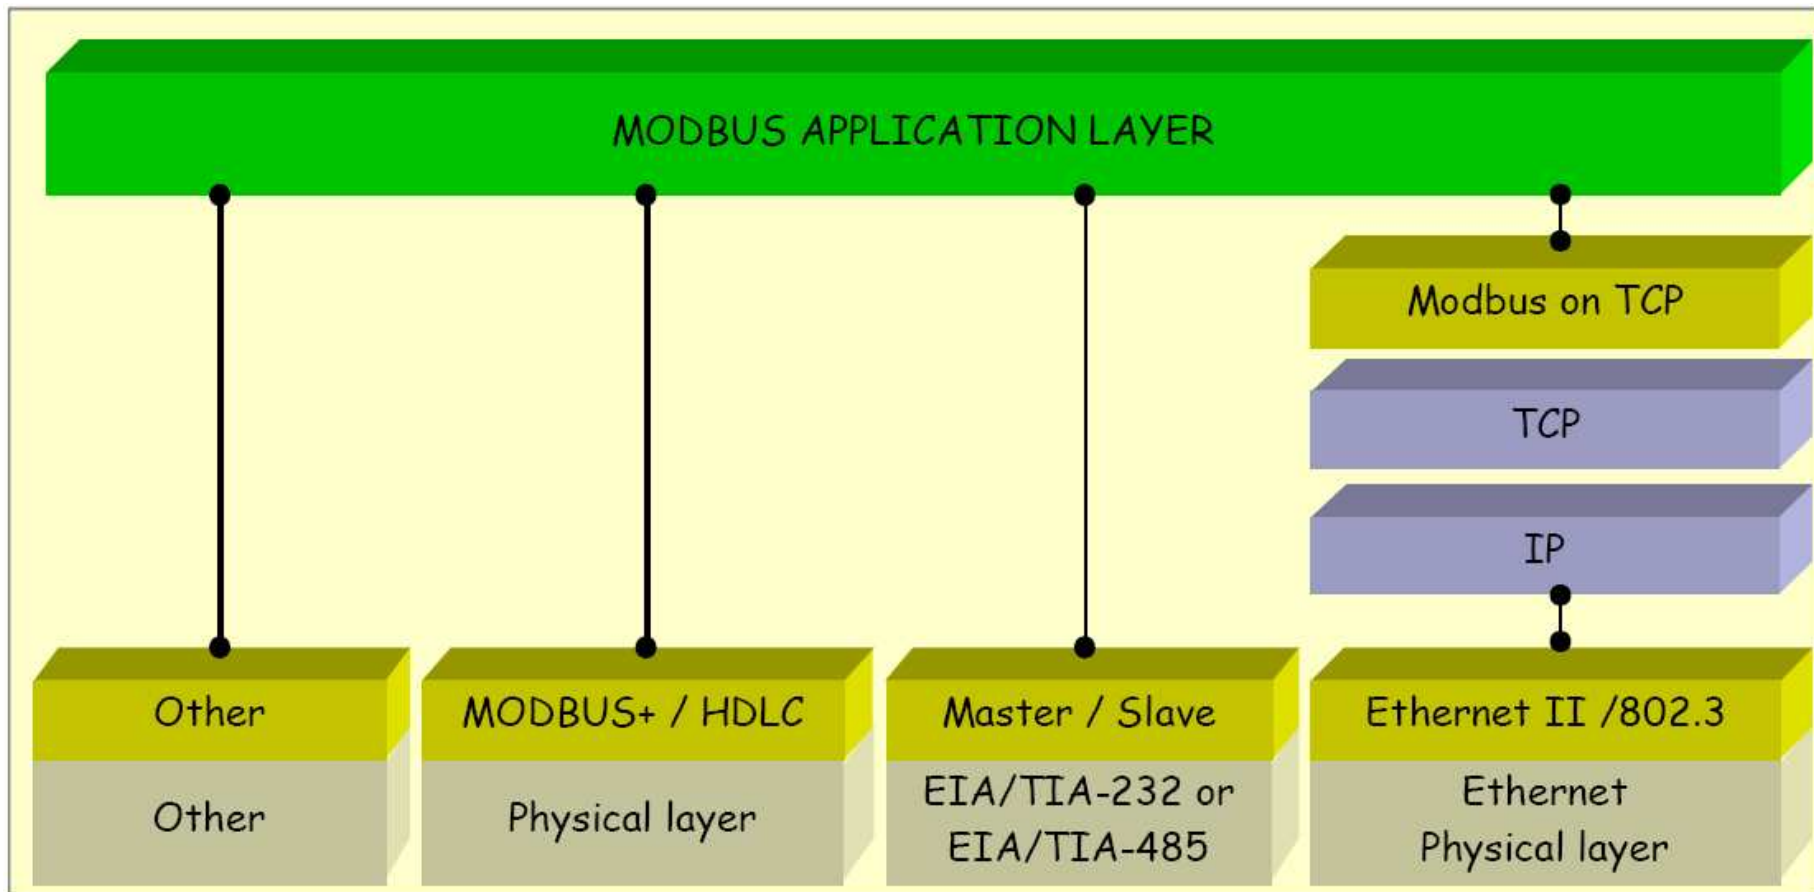 MODBUS APPLICATION LAYER
Modbus on TCP
TCP
IP
Other
MODBUS+ / HDLC
Master / Slave
Ethernet II /802.3
Other
Physical layer
EIA/TIA-232 or
EIA/TIA-485
Ethernet
Physical layer